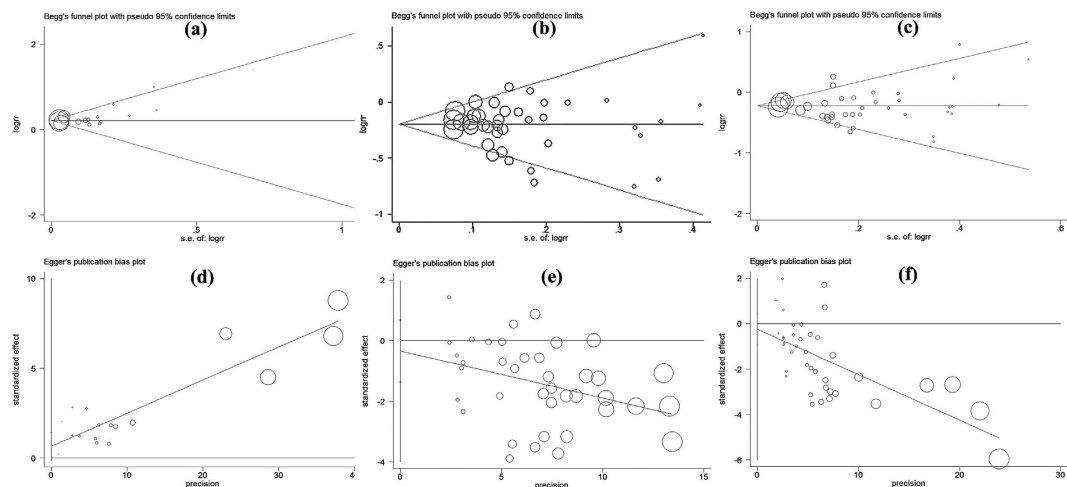 Begg's funnel plot with pseudo 95% confidence limits
(a)
logrr
2
0
-2
0
.5
1
s.e. of: logrr
Begg's funnel plot with pseudo 95% confidence limits
(b)
logrr
.5
0
-.5
-1
0
.1
.2
.3
.4
s.e. of: logrr
Begg's funnel plot with pseudo 95% confidence limits
(c)
logrr
1
0
-1
-2
0
.2
.4
.6
s.e. of: logrr
Egger's publication bias plot
(d)
standardized effect
10
5
0
0
10
20
30
40
precision
Egger's publication bias plot
(e)
standardized effect
2
0
-2
-4
0
5
10
15
precision
Egger's publication bias plot
(f)
standardized effect
2
0
-2
-4
-6
0
10
20
30
precision